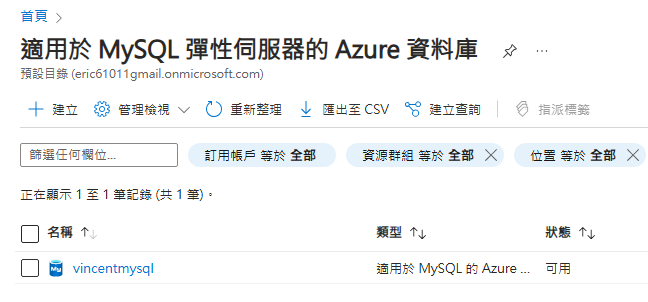 首頁
適用於 MySQL 彈性伺服器的 Azure 資料庫
預設目錄 (eric61011gmail.onmicrosoft.com)
建立 管理檢視 重新整理 匯出至 CSV 建立查詢 指派標籤
篩選任何欄位... 訂用帳戶 等於 全部 資源群組 等於 全部 位置 等於 全部
正在顯示 1 至 1 筆記錄 (共 1 筆)。
名稱 類型 狀態
vincentmysql 適用於 MySQL 的 Azure ... 可用